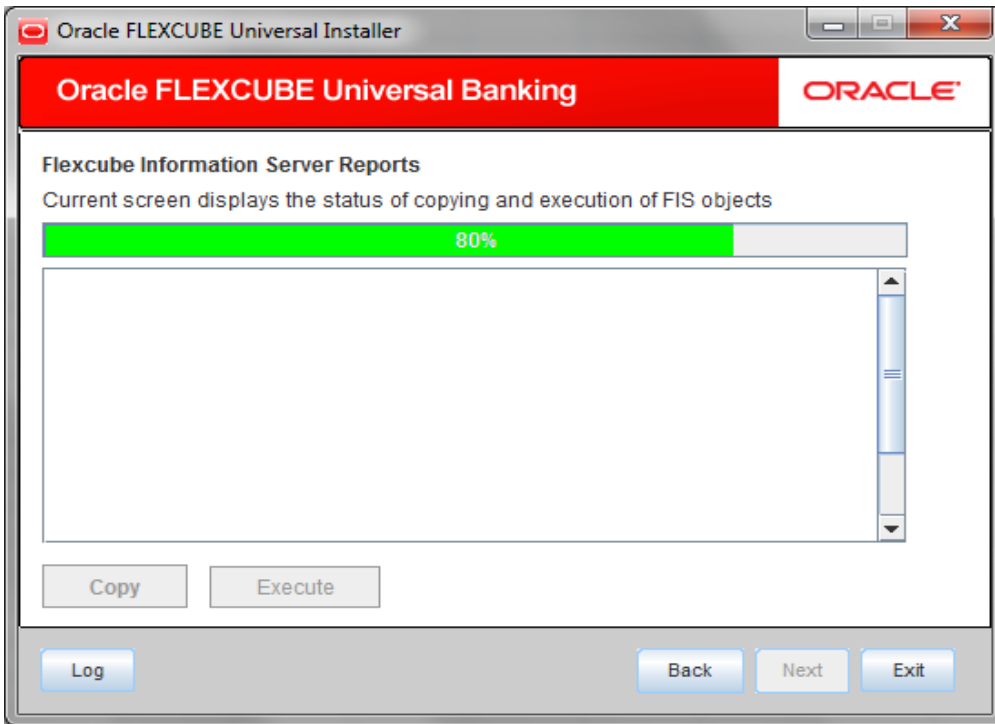 Oracle FLEXCUBE Universal Installer
Oracle FLEXCUBE Universal Banking
ORACLE
Flexcube Information Server Reports
Current screen displays the status of copying and execution of FIS objects
80%
Copy Execute
Log Back Next Exit